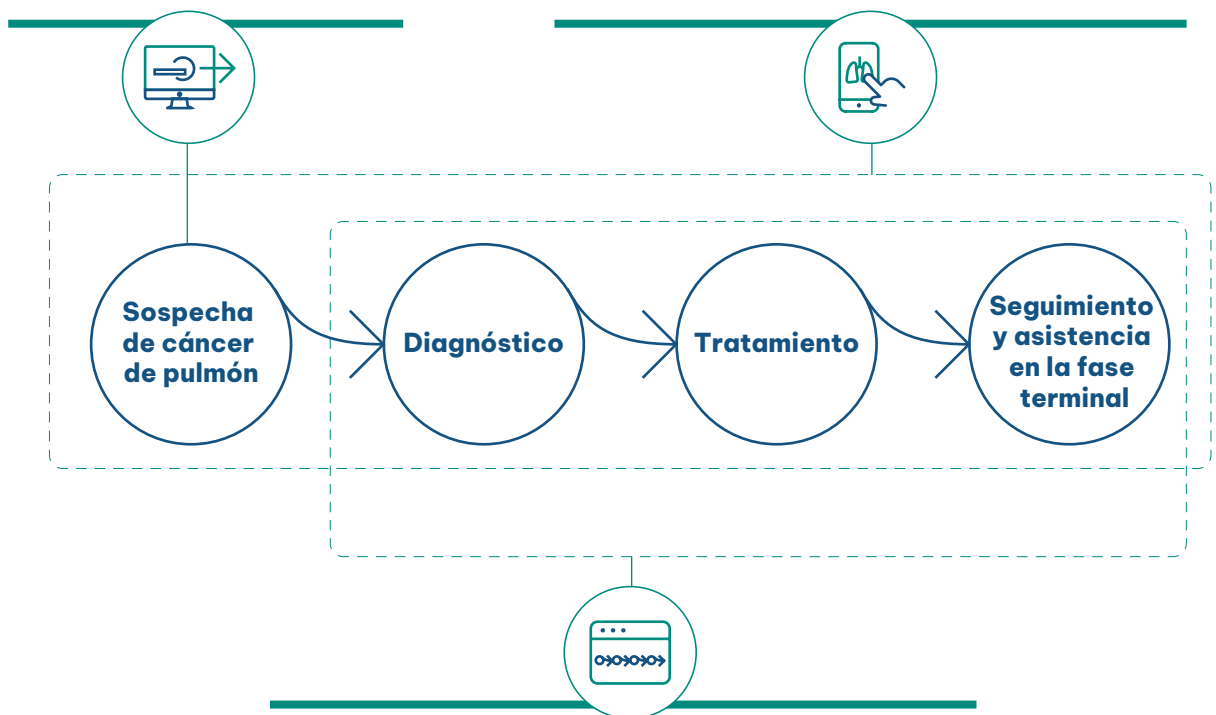 Sospecha
de cáncer
de pulmón
Diagnóstico
Tratamiento
Seguimiento
y asistencia
en la fase
terminal